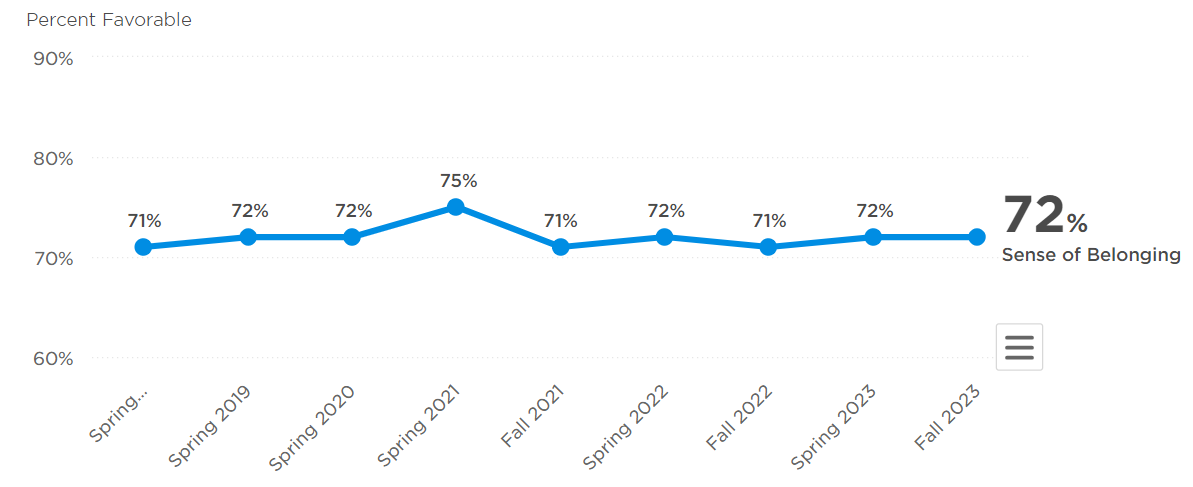 Percent Favorable
90%
80%
70%
60%
71%
72%
72%
75%
71%
72%
71%
72%
72%
Sense of Belonging
Spring...
Spring 2019
Spring 2020
Spring 2021
Fall 2021
Spring 2022
Fall 2022
Spring 2023
Fall 2023